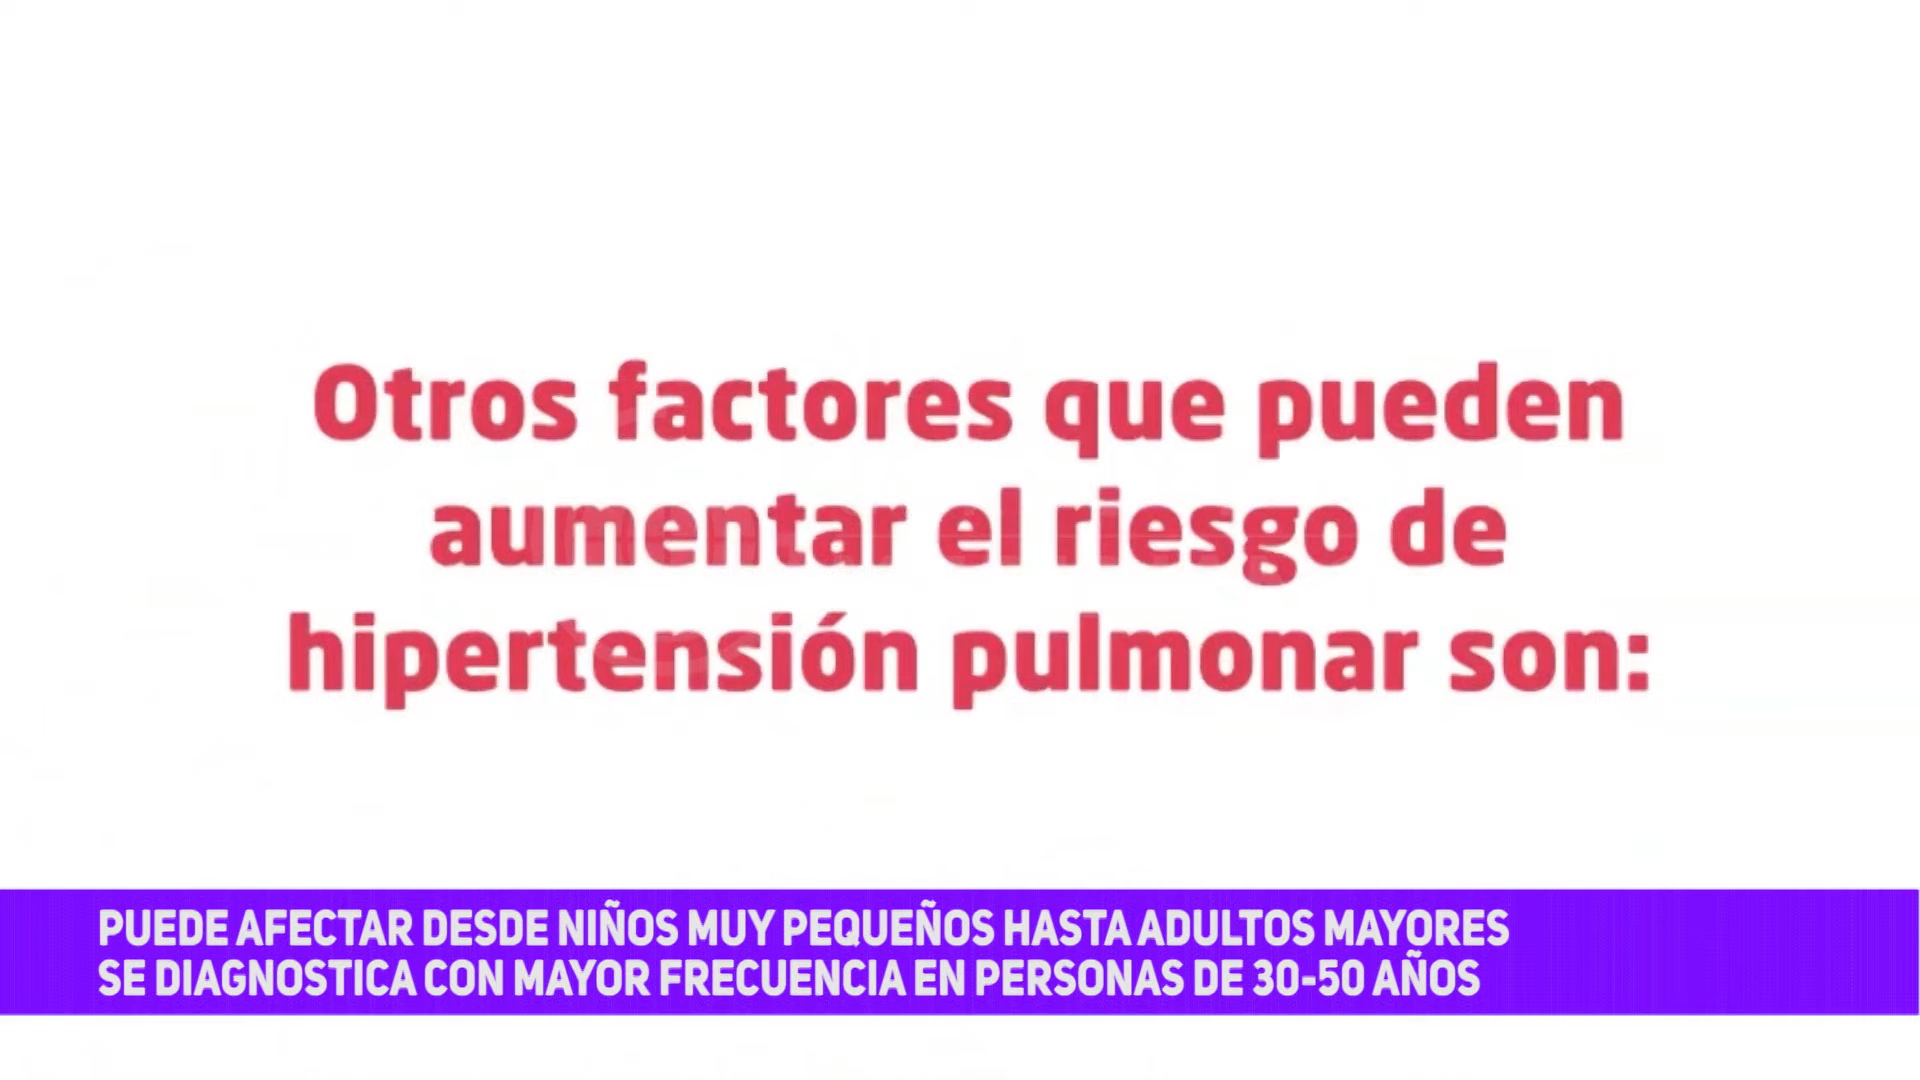 Otros factores que pueden
aumentar el riesgo de
hipertensión pulmonar son:
PUEDE AFECTAR DESDE NIÑOS MUY PEQUEÑOS HASTA ADULTOS MAYORES
SE DIAGNOSTICA CON MAYOR FRECUENCIA EN PERSONAS DE 30-50 AÑOS